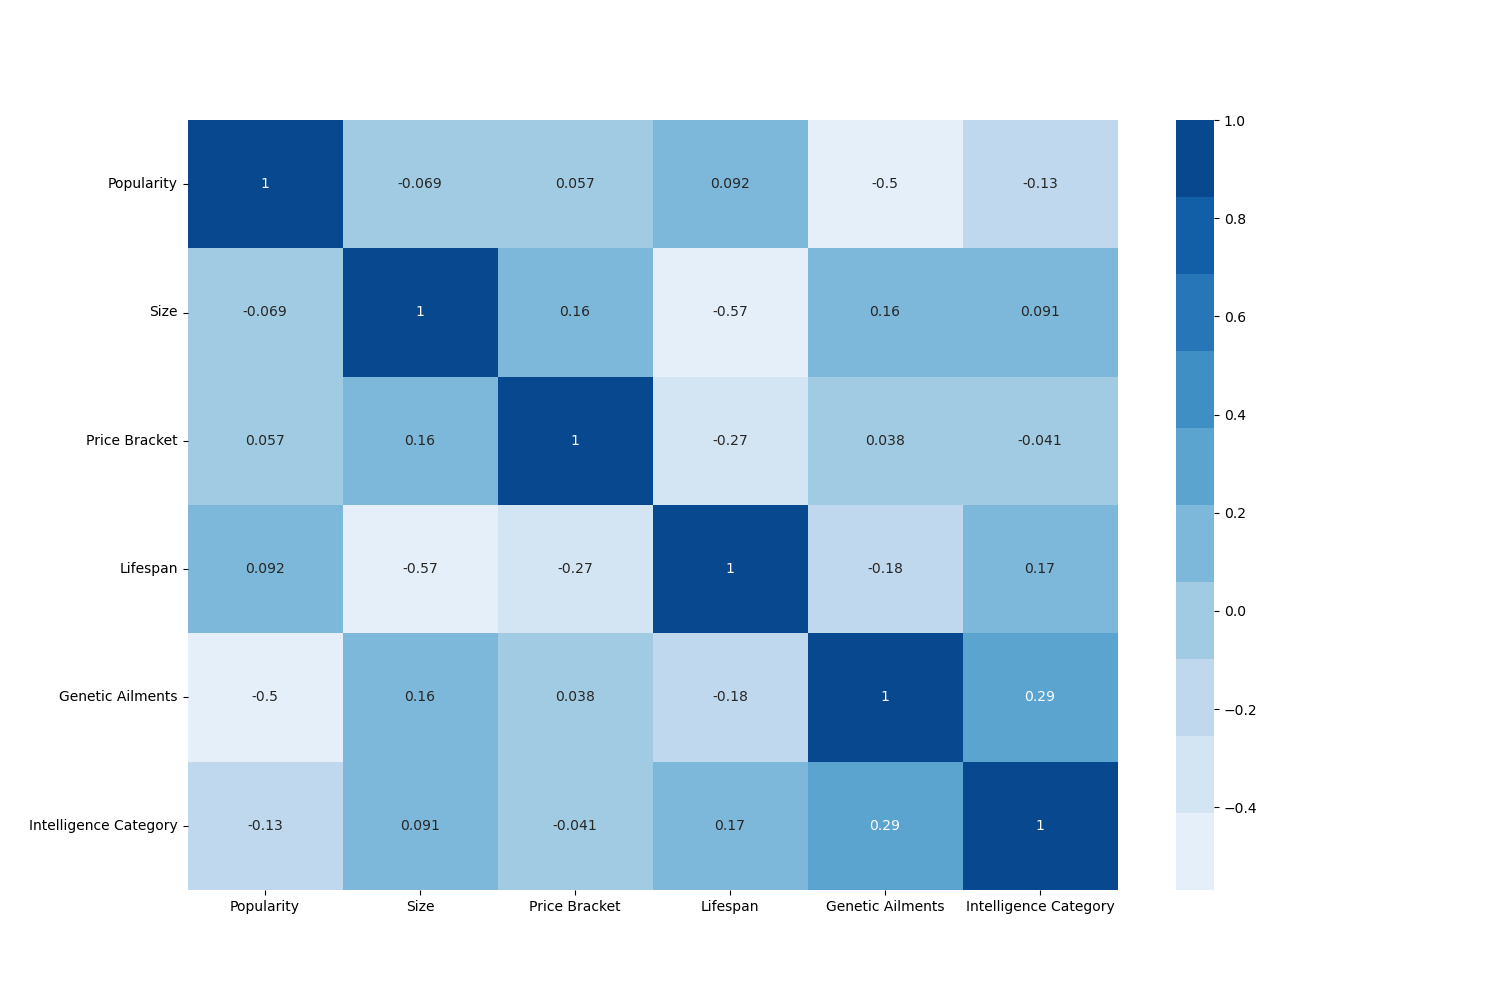 Popularity 1 -0.069 0.057 0.092 -0.5 -0.13
Size -0.069 1 0.16 -0.57 0.16 0.091
Price Bracket 0.057 0.16 1 -0.27 0.038 -0.041
Lifespan 0.092 -0.57 -0.27 1 -0.18 0.17
Genetic Ailments -0.5 0.16 0.038 -0.18 1 0.29
Intelligence Category -0.13 0.091 -0.041 0.17 0.29 1
Popularity Size Price Bracket Lifespan Genetic Ailments Intelligence Category
1.0
0.8
0.6
0.4
0.2
0.0
−0.2
−0.4